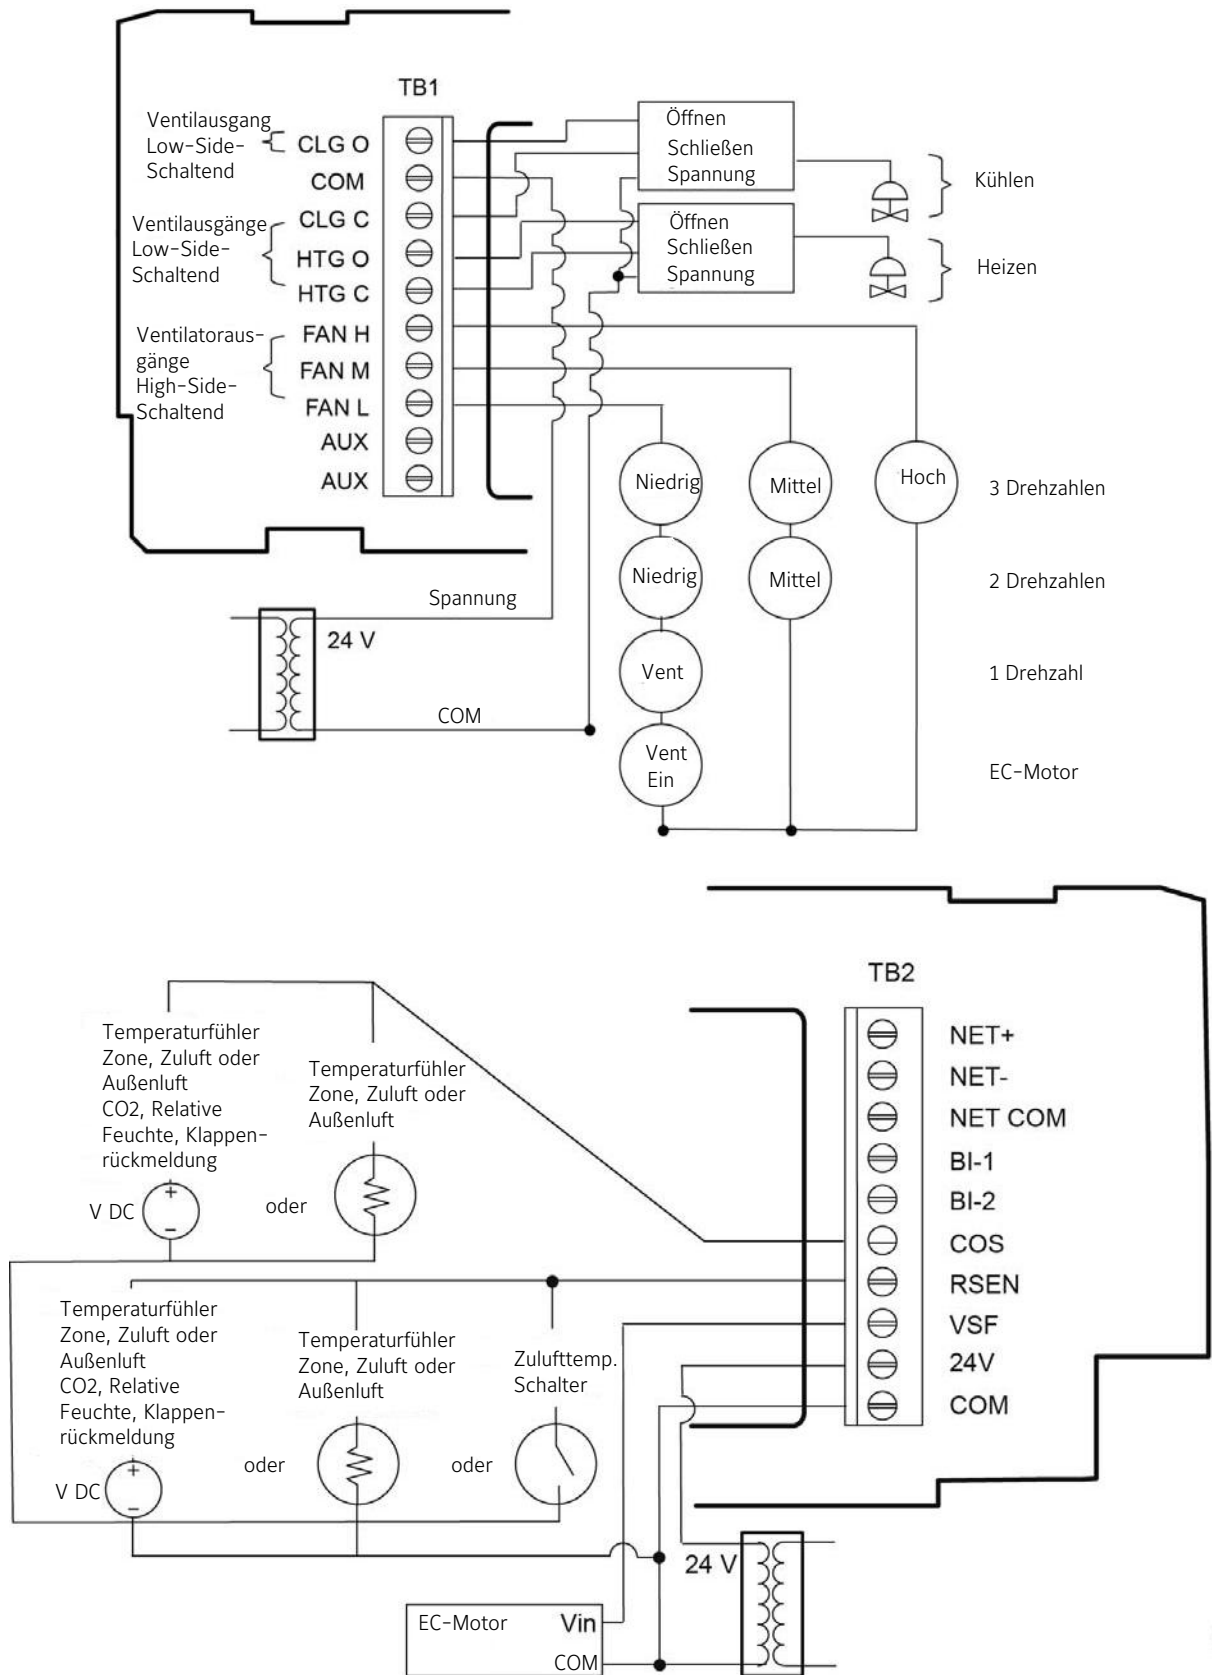 TB1
Ventilausgang
Low-Side-
Schaltend
CLG O
COM
Ventilausgänge
Low-Side-
Schaltend
CLG C
HTG O
HTG C
Ventilatoraus-
gänge
High-Side-
Schaltend
FAN H
FAN M
FAN L
AUX
AUX
Öffnen
Schließen
Spannung
Kühlen
Öffnen
Schließen
Spannung
Heizen
Niedrig
Mittel
Hoch
3 Drehzahlen
Niedrig
Mittel
2 Drehzahlen
Vent
1 Drehzahl
Vent
Ein
EC-Motor
Spannung
24 V
COM
TB2
NET+
NET-
NET COM
BI-1
BI-2
COS
RSEN
VSF
24V
COM
Temperaturfühler
Zone, Zuluft oder
Außenluft
CO2, Relative
Feuchte, Klappen-
rückmeldung
V DC
+
−
oder
Temperaturfühler
Zone, Zuluft oder
Außenluft
Temperaturfühler
Zone, Zuluft oder
Außenluft
CO2, Relative
Feuchte, Klappen-
rückmeldung
V DC
+
−
oder
Temperaturfühler
Zone, Zuluft oder
Außenluft
oder
Zulufttemp.
Schalter
24 V
EC-Motor Vin
COM